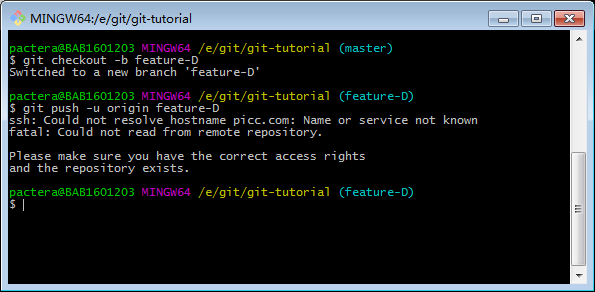 MINGW64:/e/git/git-tutorial
pactera@BAB1601203 MINGW64 /e/git/git-tutorial (master)
$ git checkout -b feature-D
Switched to a new branch 'feature-D'
pactera@BAB1601203 MINGW64 /e/git/git-tutorial (feature-D)
$ git push -u origin feature-D
ssh: Could not resolve hostname picc.com: Name or service not known
fatal: Could not read from remote repository.
Please make sure you have the correct access rights
and the repository exists.
pactera@BAB1601203 MINGW64 /e/git/git-tutorial (feature-D)
$